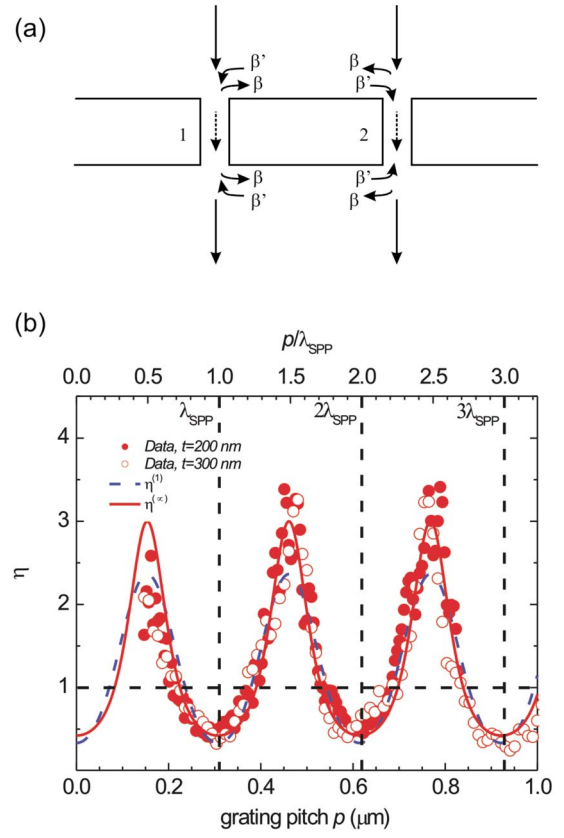 (a)
β' β
β β'
1 2
β β'
β' β
(b)
p/λSPP
0.0 0.5 1.0 1.5 2.0 2.5 3.0
λSPP 2λSPP 3λSPP
Data, t=200 nm
Data, t=300 nm
η(1)
η(∞)
4
3
2
1
η
0.0 0.2 0.4 0.6 0.8 1.0
grating pitch p (μm)